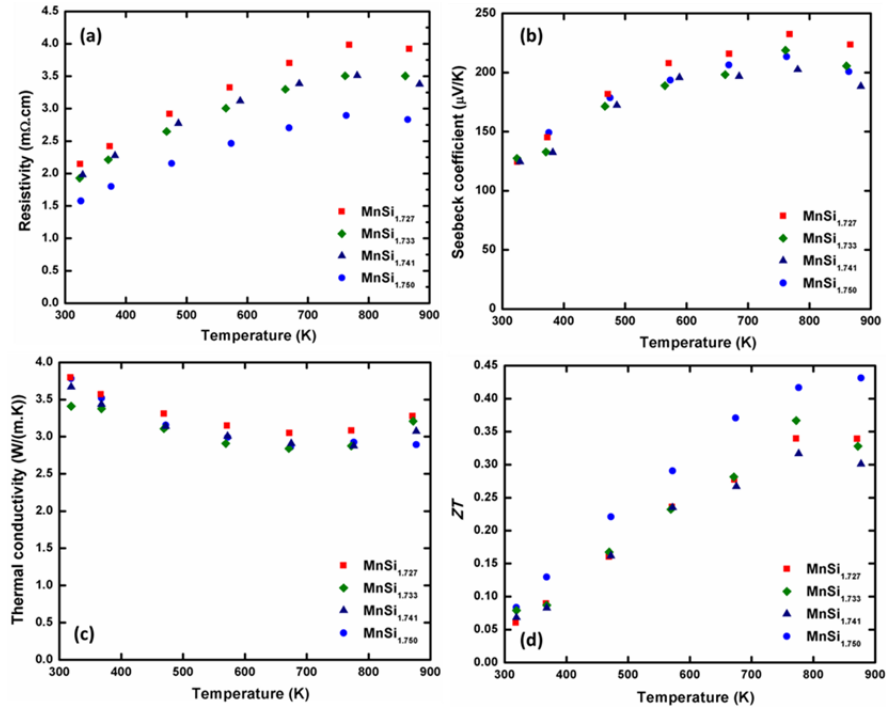 (a)
Resistivity (mΩ.cm)
4.5
4.0
3.5
3.0
2.5
2.0
1.5
1.0
0.5
0.0
MnSi1.727
MnSi1.733
MnSi1.741
MnSi1.750
300 400 500 600 700 800 900
Temperature (K)
(b)
Seebeck coefficient (μV/K)
250
200
150
100
50
0
MnSi1.727
MnSi1.733
MnSi1.741
MnSi1.750
300 400 500 600 700 800 900
Temperature (K)
Thermal conductivity (W/(m.K))
4.0
3.5
3.0
2.5
2.0
1.5
1.0
0.5
0.0
MnSi1.727
MnSi1.733
MnSi1.741
MnSi1.750
(c)
300 400 500 600 700 800 900
Temperature (K)
ZT
0.45
0.40
0.35
0.30
0.25
0.20
0.15
0.10
0.05
0.00
MnSi1.727
MnSi1.733
MnSi1.741
MnSi1.750
(d)
300 400 500 600 700 800 900
Temperature (K)